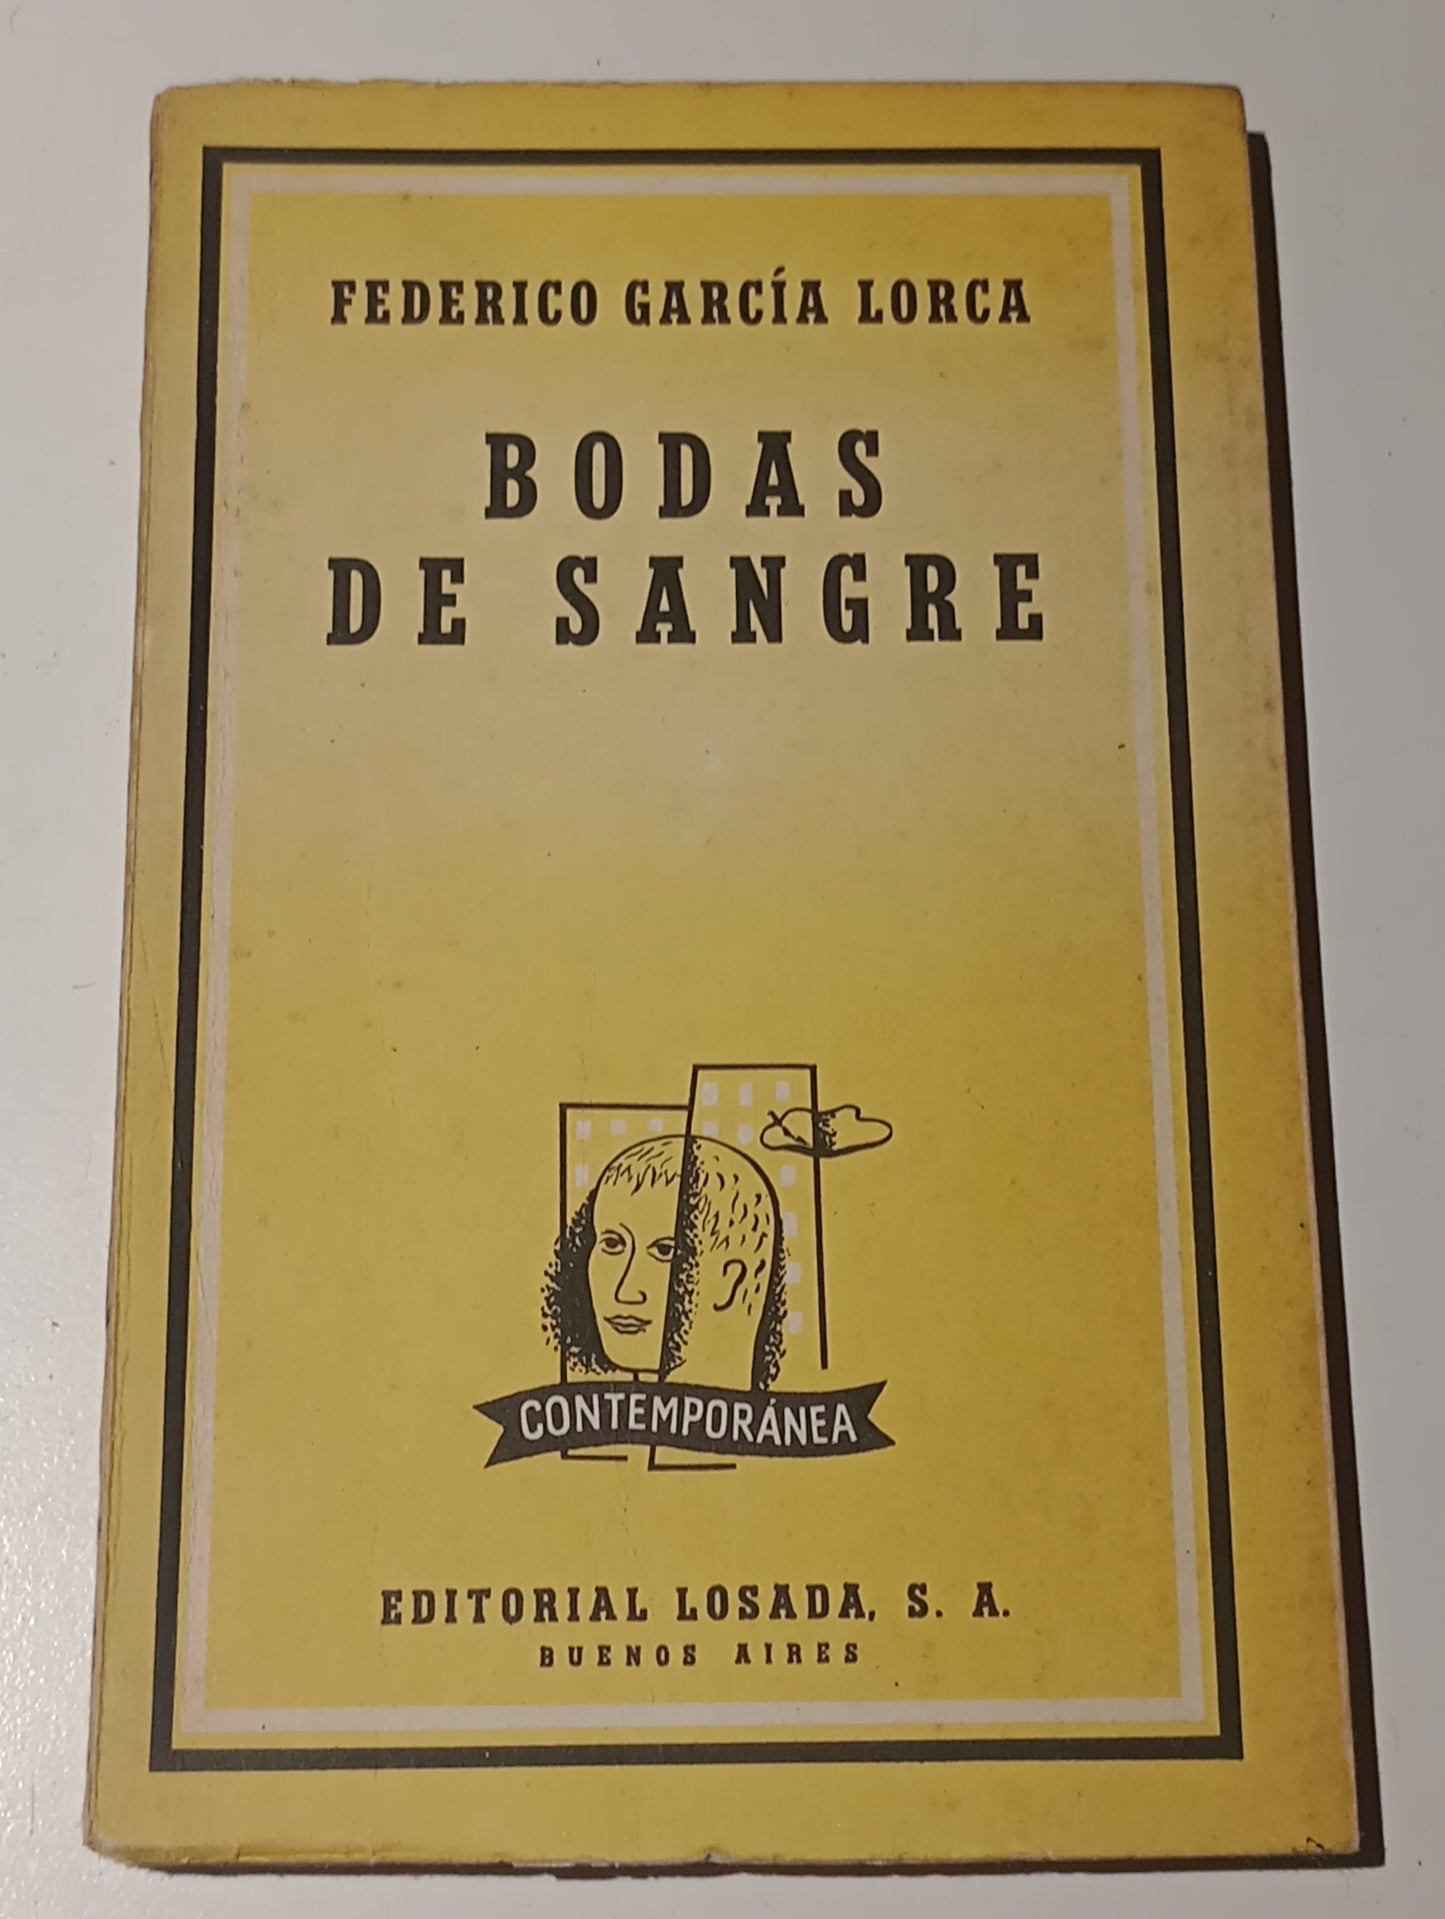 FEDERICO GARCÍA LORCA
BODAS
DE SANGRE
CONTEMPORÁNEA
EDITORIAL LOSADA, S. A.
BUENOS AIRES